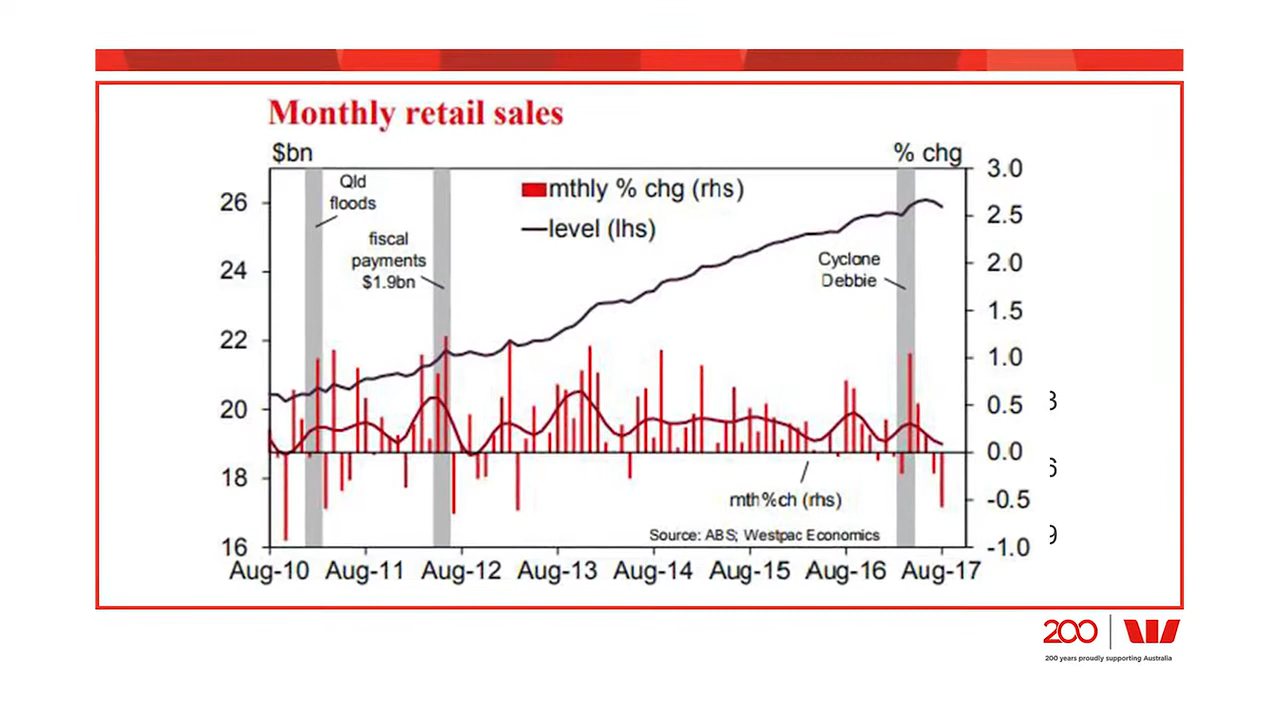 Monthly retail sales
$bn
% chg
26
24
22
20
18
16
3.0
2.5
2.0
1.5
1.0
0.5
0.0
-0.5
-1.0
Qld
floods
fiscal
payments
$1.9bn
mthly % chg (rhs)
level (lhs)
Cyclone
Debbie
mth%ch (rhs)
Source: ABS; Westpac Economics
Aug-10 Aug-11 Aug-12 Aug-13 Aug-14 Aug-15 Aug-16 Aug-17
200
200 years proudly supporting Australia